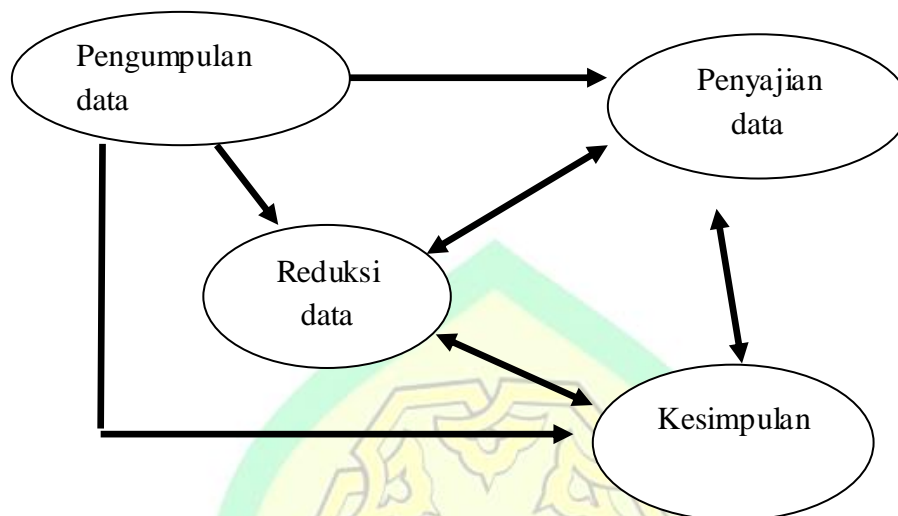 Pengumpulan
data
Penyajian
data
Reduksi
data
Kesimpulan